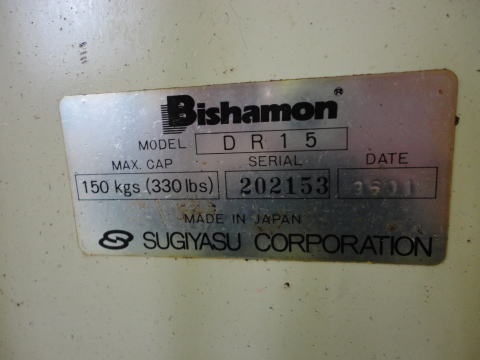 Bishamon®
MODEL DR15
MAX. CAP SERIAL DATE
150 kgs (330 lbs) 202153
MADE IN JAPAN
SUGIYASU CORPORATION